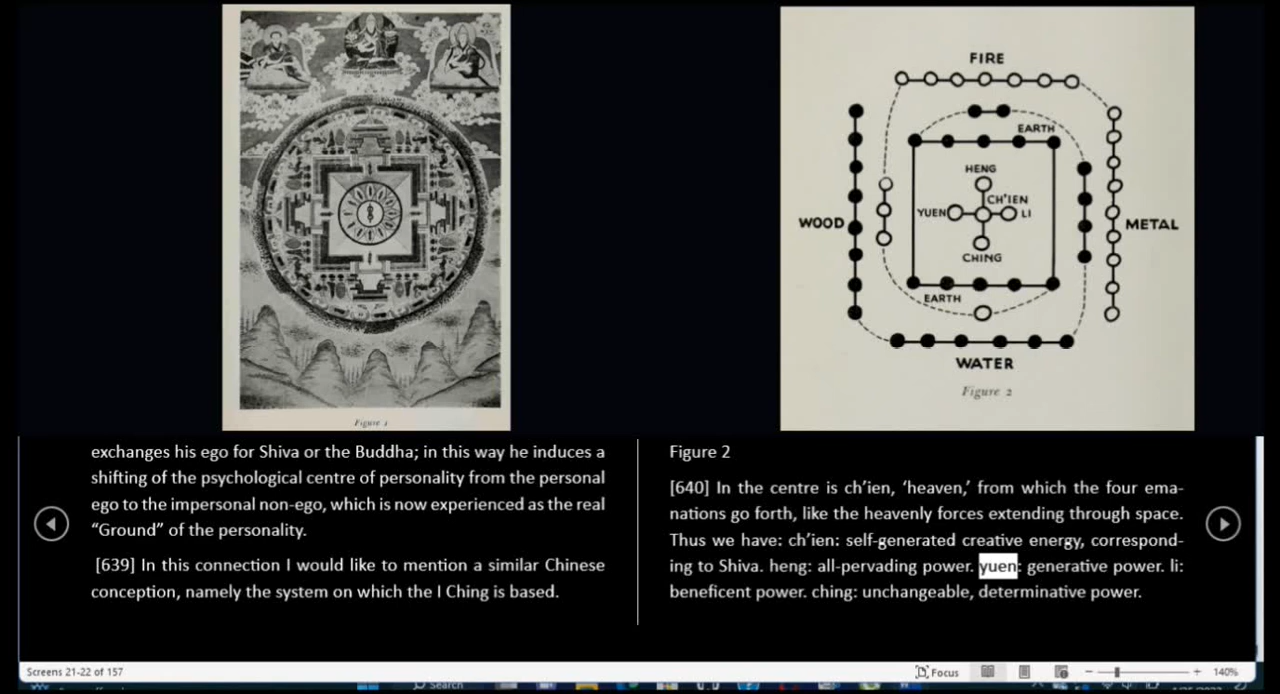 Figure 1
FIRE
EARTH
HENG
CH'IEN
YUEN
LI
CHING
WOOD
METAL
EARTH
WATER
Figure 2
exchanges his ego for Shiva or the Buddha; in this way he induces a
shifting of the psychological centre of personality from the personal
ego to the impersonal non-ego, which is now experienced as the real
“Ground” of the personality.
[639] In this connection I would like to mention a similar Chinese
conception, namely the system on which the I Ching is based.
Figure 2
[640] In the centre is ch’ien, ‘heaven,’ from which the four ema-
nations go forth, like the heavenly forces extending through space.
Thus we have: ch’ien: self-generated creative energy, correspond-
ing to Shiva. heng: all-pervading power. yuen: generative power. li:
beneficent power. ching: unchangeable, determinative power.
Screens 21-22 of 157
Focus
140%
Search